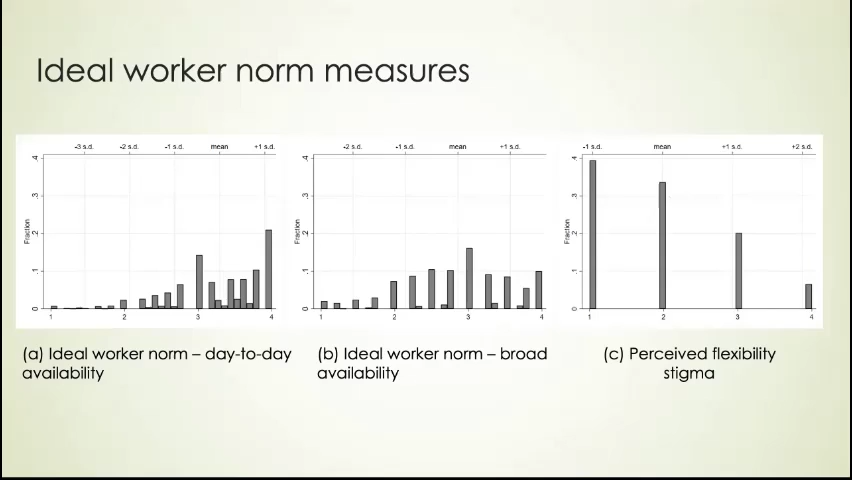 Ideal worker norm measures
-3 s.d. -2 s.d. -1 s.d. mean +1 s.d.
.4
.3
.2
.1
0
Fraction
1 2 3 4
-2 s.d. -1 s.d. mean +1 s.d.
.4
.3
.2
.1
0
Fraction
1 2 3 4
-1 s.d. mean +1 s.d. +2 s.d.
.4
.3
.2
.1
0
Fraction
1 2 3 4
(a) Ideal worker norm – day-to-day
availability
(b) Ideal worker norm – broad
availability
(c) Perceived flexibility
stigma